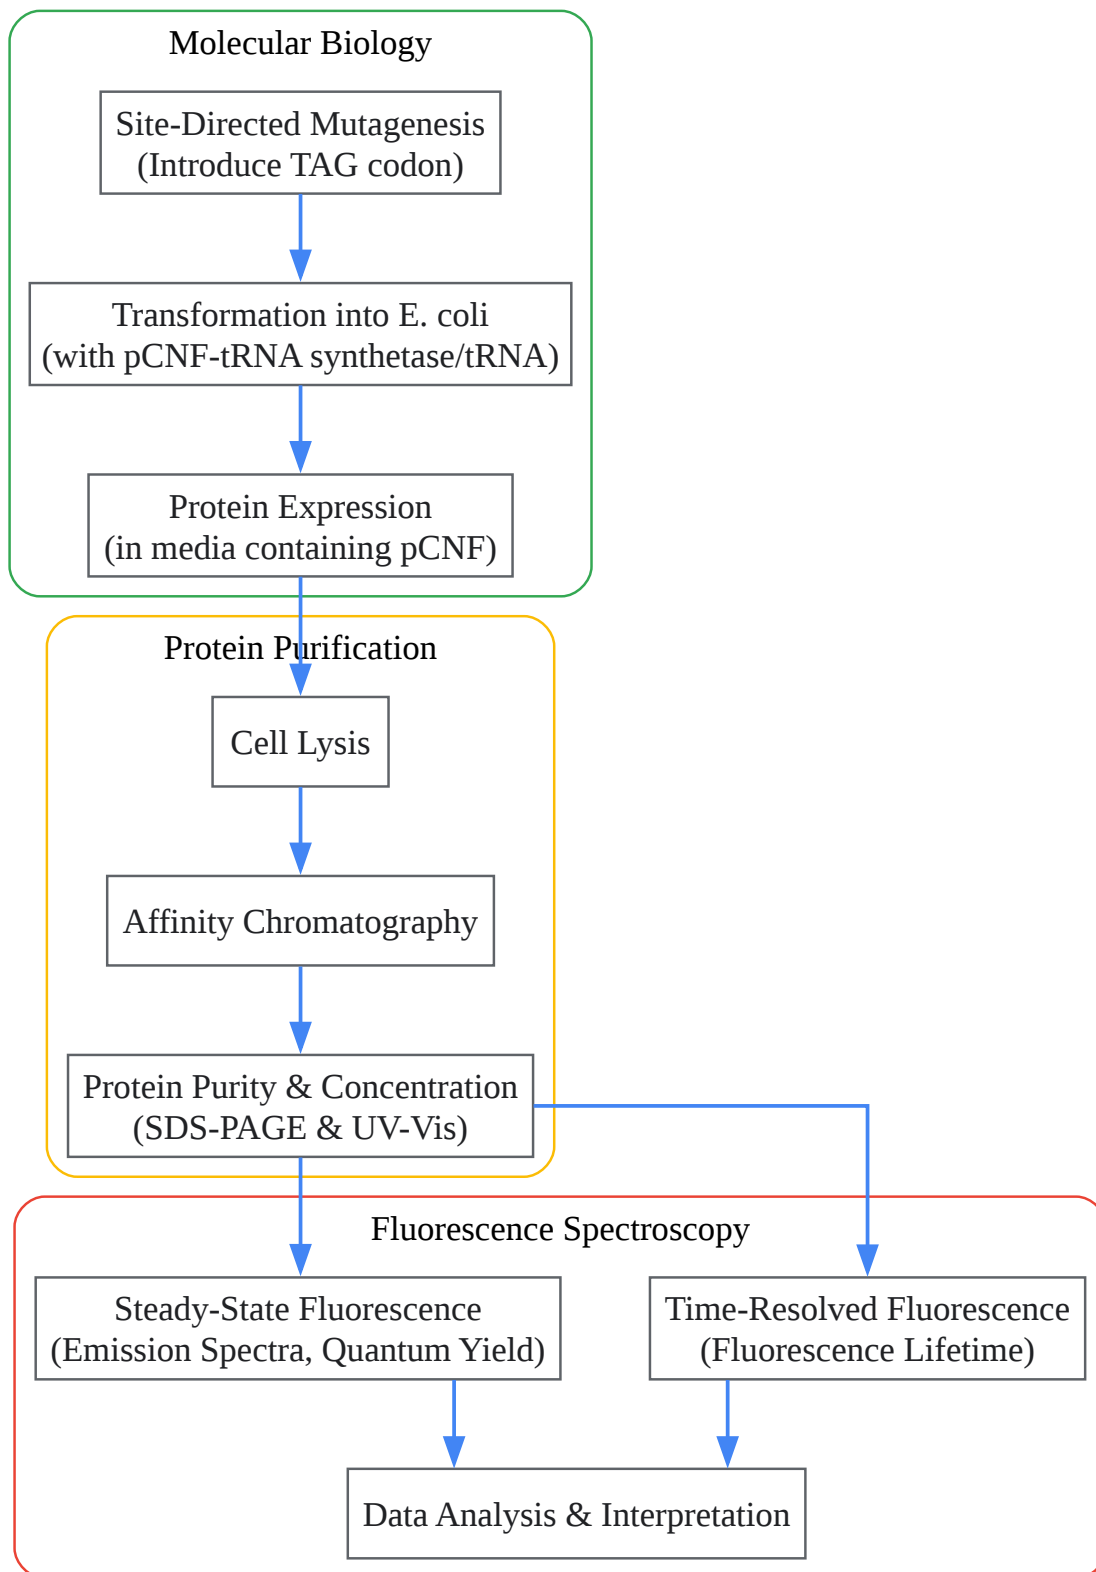 Molecular Biology
Site-Directed Mutagenesis
(Introduce TAG codon)
Transformation into E. coli
(with pCNF-tRNA synthetase/tRNA)
Protein Expression
(in media containing pCNF)
Protein Purification
Cell Lysis
Affinity Chromatography
Protein Purity & Concentration
(SDS-PAGE & UV-Vis)
Fluorescence Spectroscopy
Steady-State Fluorescence
(Emission Spectra, Quantum Yield)
Time-Resolved Fluorescence
(Fluorescence Lifetime)
Data Analysis & Interpretation